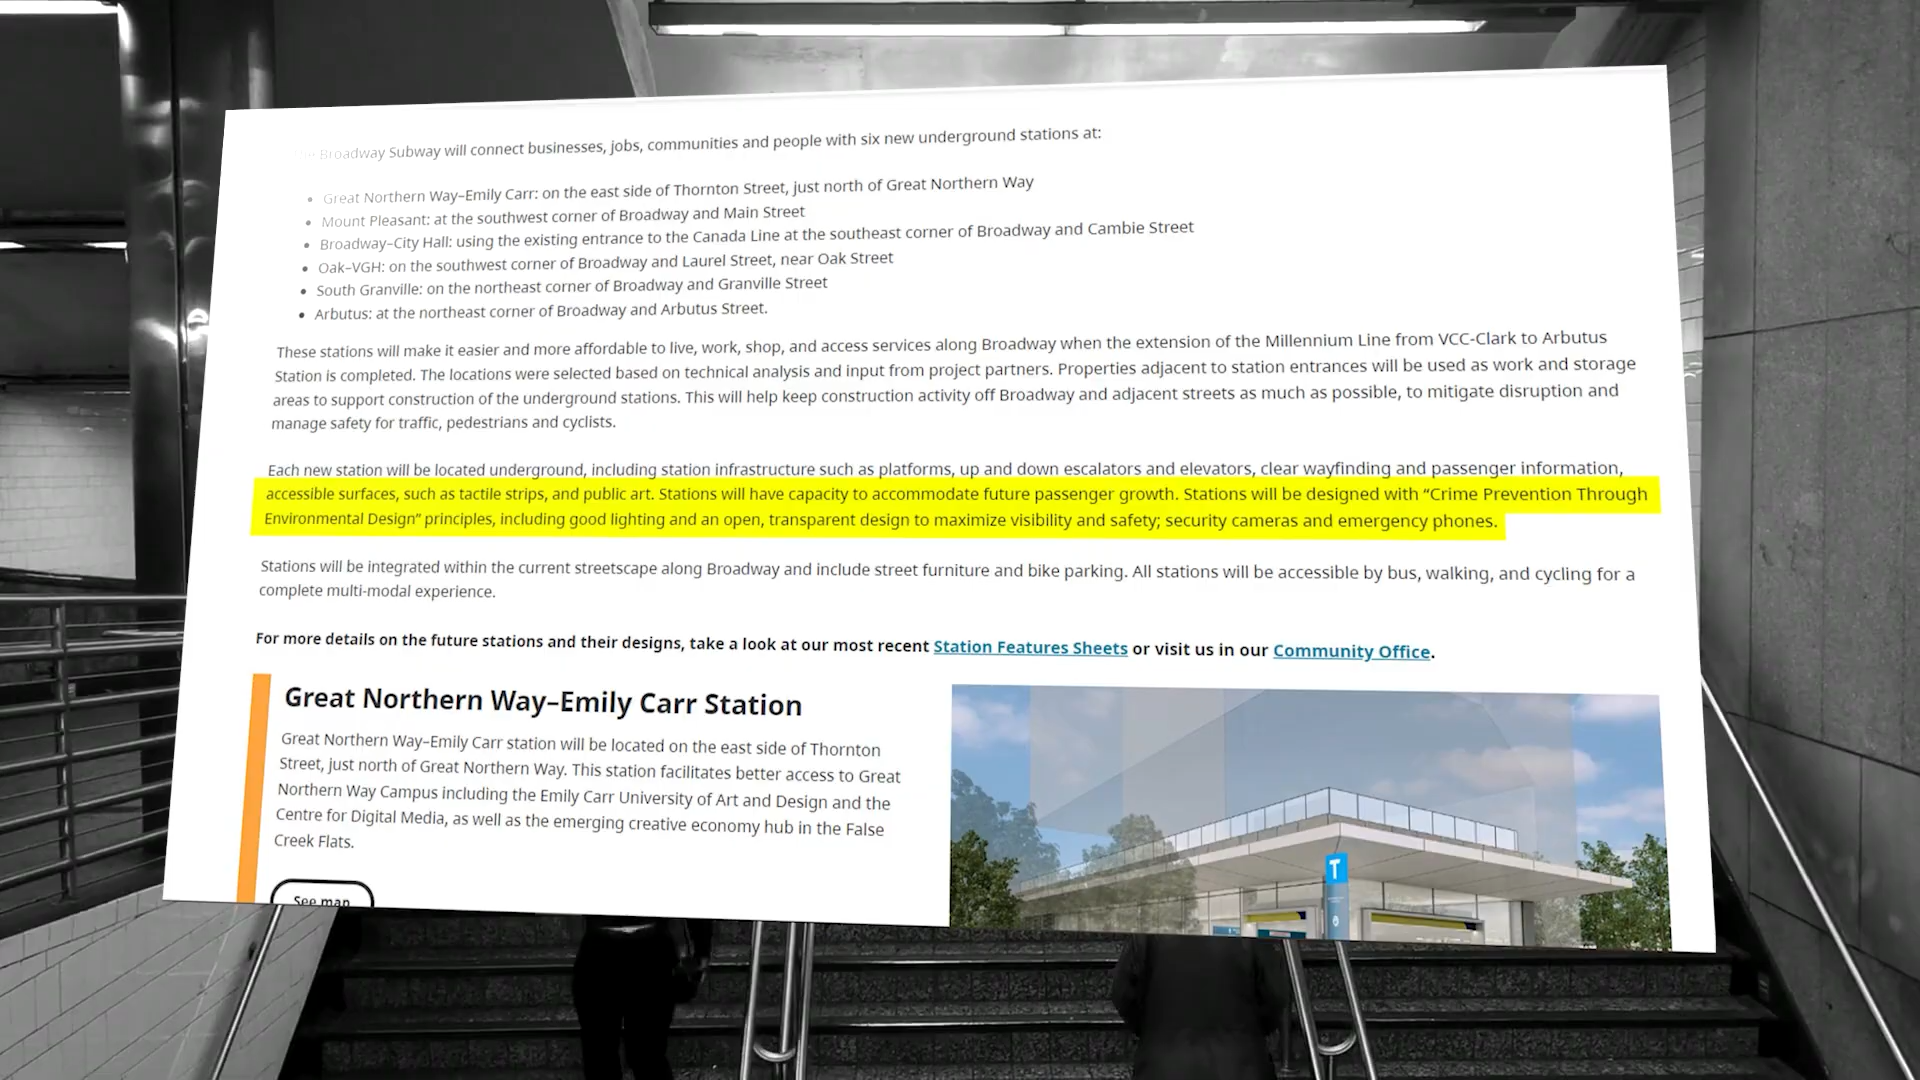 Broadway Subway will connect businesses, jobs, communities and people with six new underground stations at:
• Great Northern Way–Emily Carr: on the east side of Thornton Street, just north of Great Northern Way
• Mount Pleasant: at the southwest corner of Broadway and Main Street
• Broadway–City Hall: using the existing entrance to the Canada Line at the southeast corner of Broadway and Cambie Street
• Oak–VGH: on the southwest corner of Broadway and Laurel Street, near Oak Street
• South Granville: on the northeast corner of Broadway and Granville Street
• Arbutus: at the northeast corner of Broadway and Arbutus Street.
These stations will make it easier and more affordable to live, work, shop, and access services along Broadway when the extension of the Millennium Line from VCC-Clark to Arbutus
Station is completed. The locations were selected based on technical analysis and input from project partners. Properties adjacent to station entrances will be used as work and storage
areas to support construction of the underground stations. This will help keep construction activity off Broadway and adjacent streets as much as possible, to mitigate disruption and
manage safety for traffic, pedestrians and cyclists.
Each new station will be located underground, including station infrastructure such as platforms, up and down escalators and elevators, clear wayfinding and passenger information,
accessible surfaces, such as tactile strips, and public art. Stations will have capacity to accommodate future passenger growth. Stations will be designed with “Crime Prevention Through
Environmental Design” principles, including good lighting and an open, transparent design to maximize visibility and safety; security cameras and emergency phones.
Stations will be integrated within the current streetscape along Broadway and include street furniture and bike parking. All stations will be accessible by bus, walking, and cycling for a
complete multi-modal experience.
For more details on the future stations and their designs, take a look at our most recent Station Features Sheets or visit us in our Community Office.
Great Northern Way–Emily Carr Station
Great Northern Way–Emily Carr station will be located on the east side of Thornton
Street, just north of Great Northern Way. This station facilitates better access to Great
Northern Way Campus including the Emily Carr University of Art and Design and the
Centre for Digital Media, as well as the emerging creative economy hub in the False
Creek Flats.
See map
T